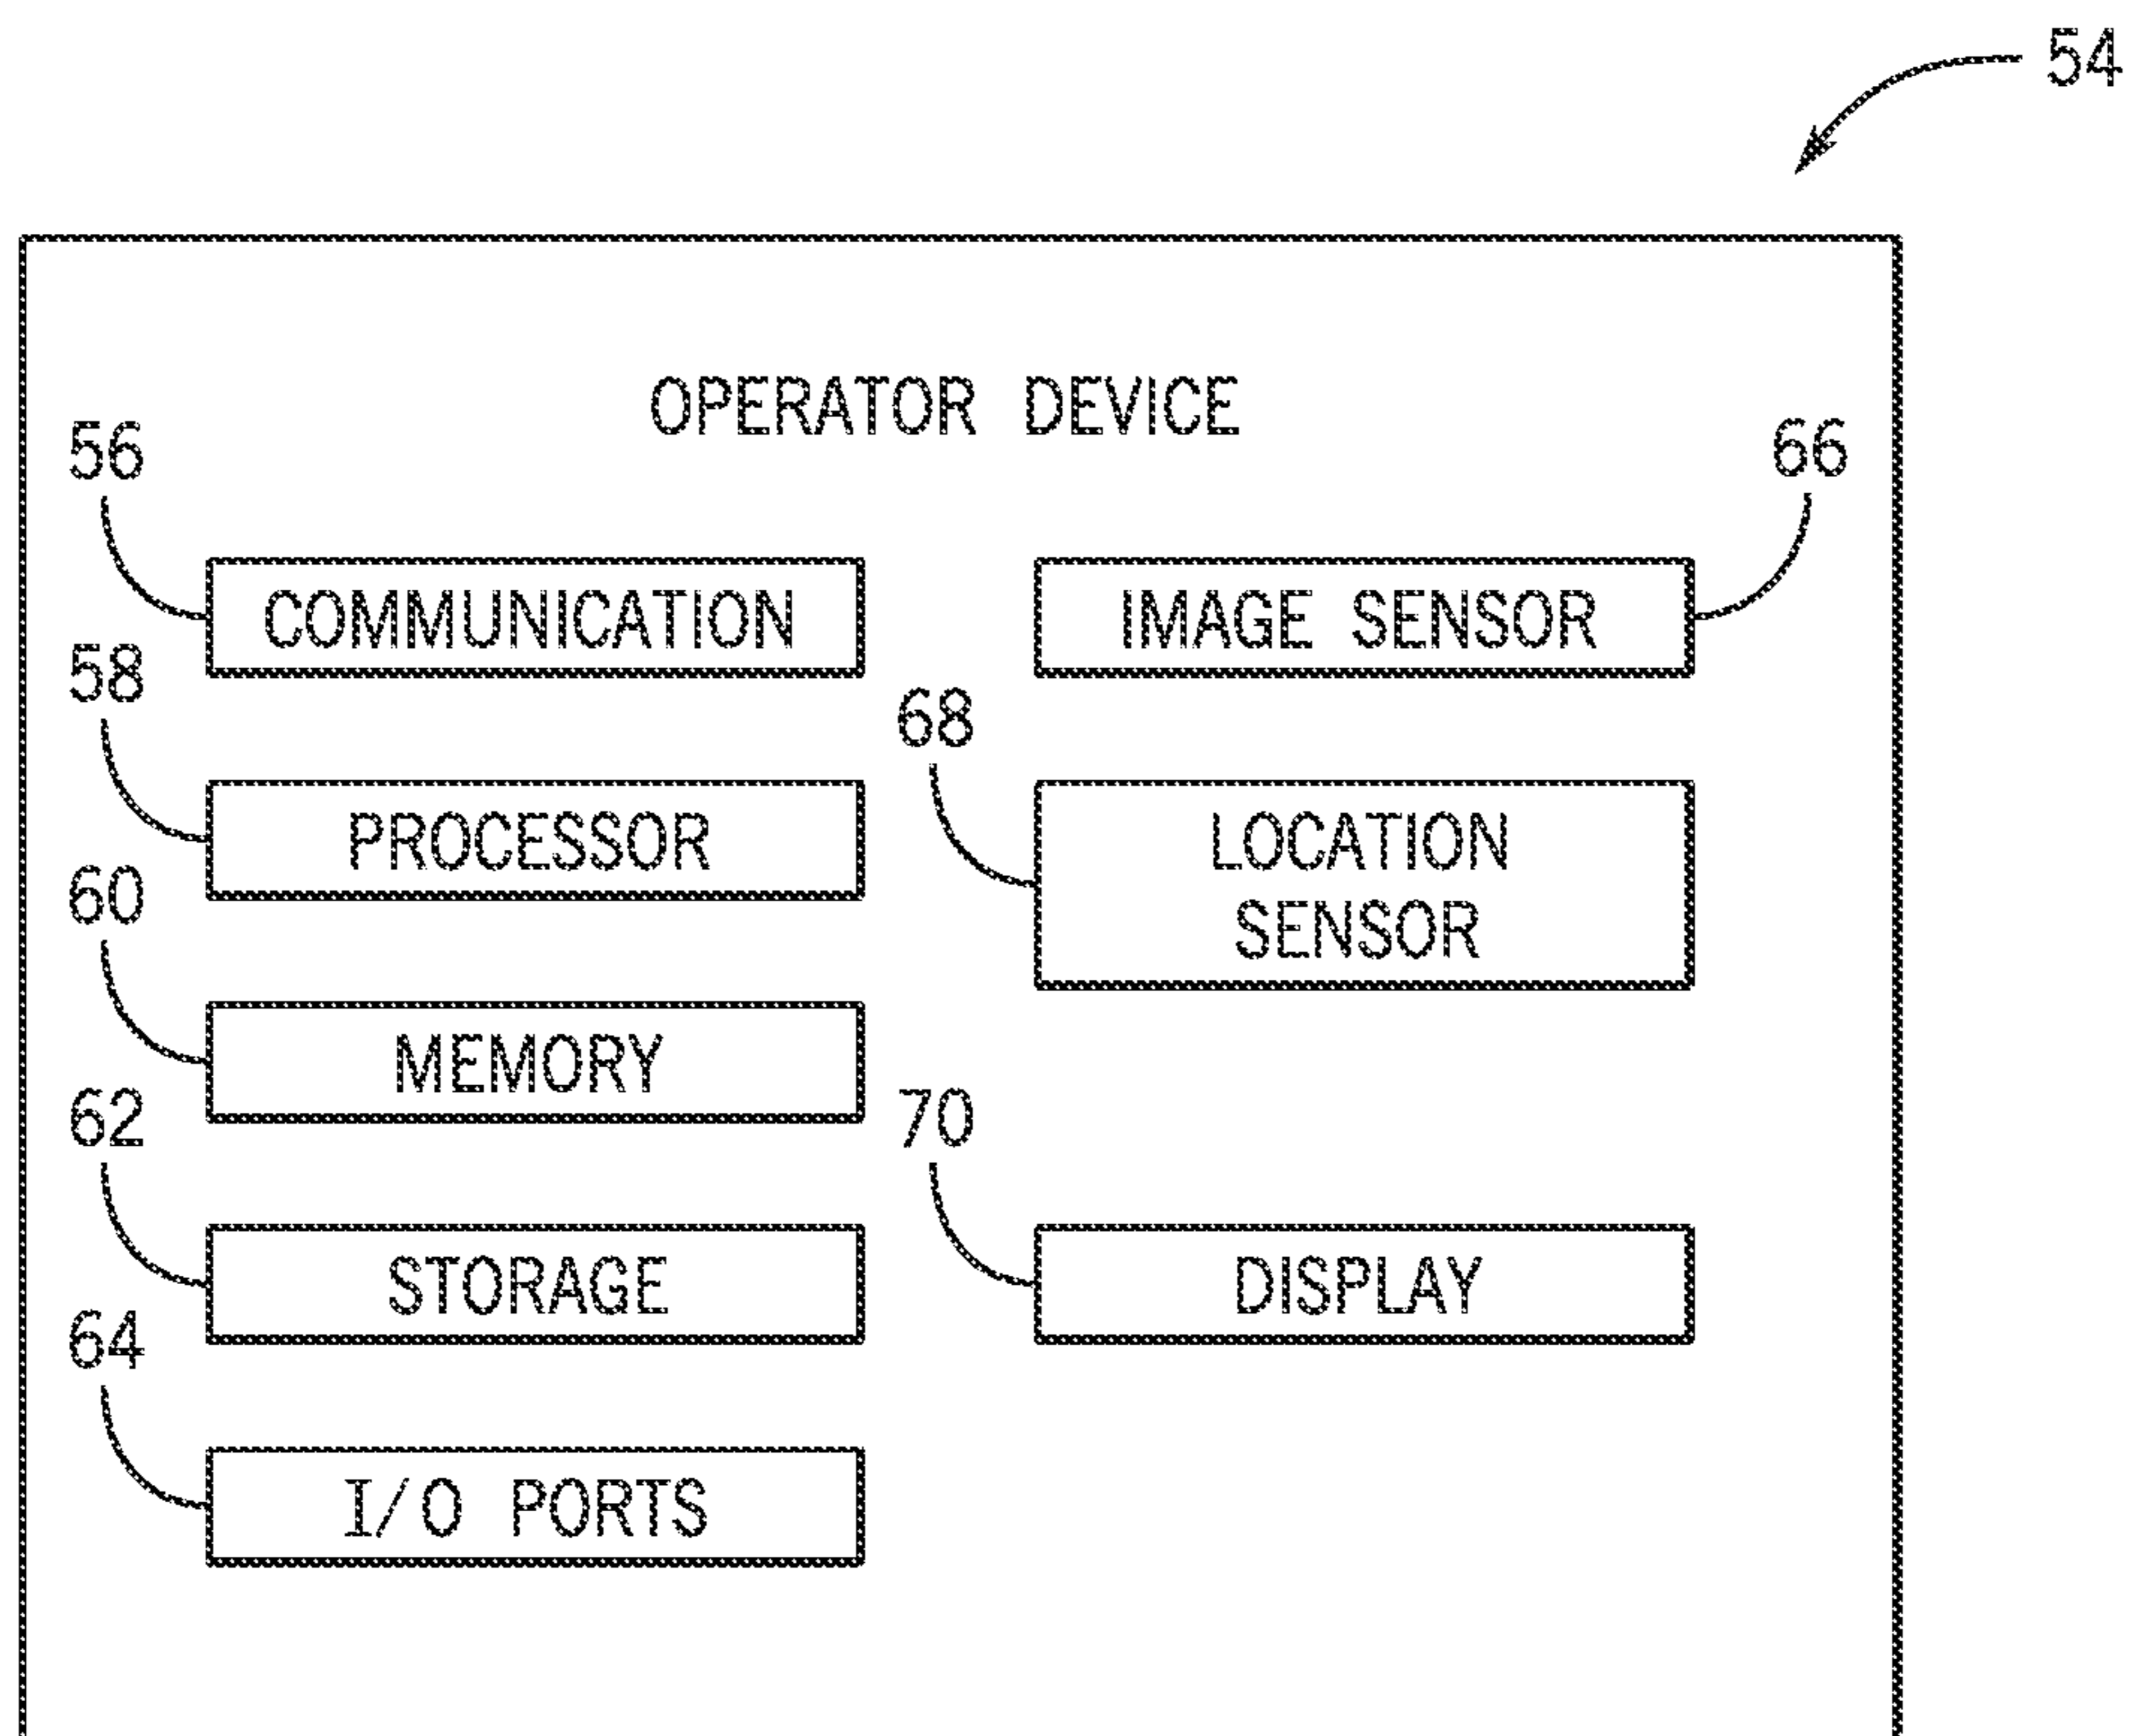 54
OPERATOR DEVICE
56
66
COMMUNICATION
IMAGE SENSOR
58
68
PROCESSOR
LOCATION
SENSOR
60
MEMORY
62
70
STORAGE
DISPLAY
64
I/O PORTS